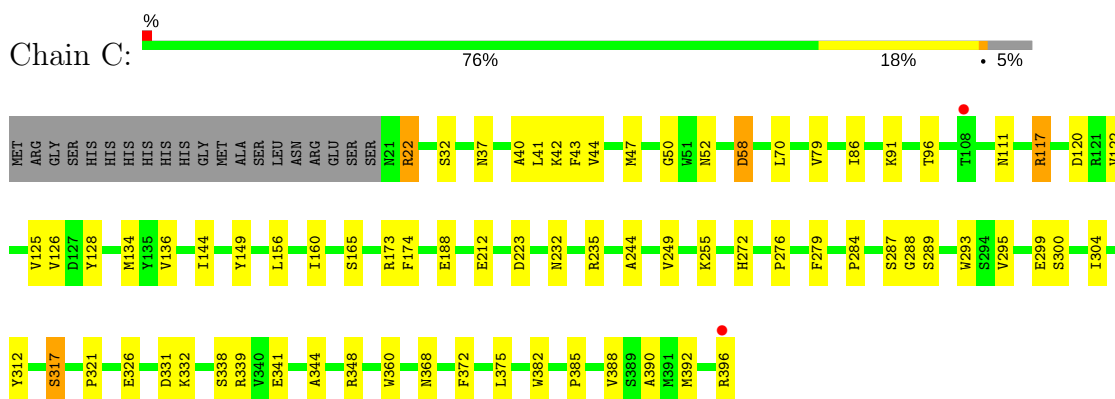 %
Chain C:
76% 18% • 5%
MET ARG GLY SER HIS HIS HIS HIS HIS HIS GLY MET ALA SER LEU ASN ARG GLU SER SER N21 R22 S32 N37 A40 L41 K42 F43 V44 M47 G50 W51 N52 D58 L70 V79 I86 K91 T96 T108 N111 R117 D120 R121
V125 V126 D127 Y128 M134 Y135 V136 I144 Y149 L156 I160 S165 R173 F174 E188 E212 D223 N232 R235 A244 V249 K255 H272 P276 F279 P284 S287 G288 S289 W293 S294 V295 E299 S300 I304
Y312 S317 P321 E326 D331 K332 S338 R339 V340 E341 A344 R348 W360 N368 F372 L375 W382 P385 V388 S389 A390 M391 M392 R396